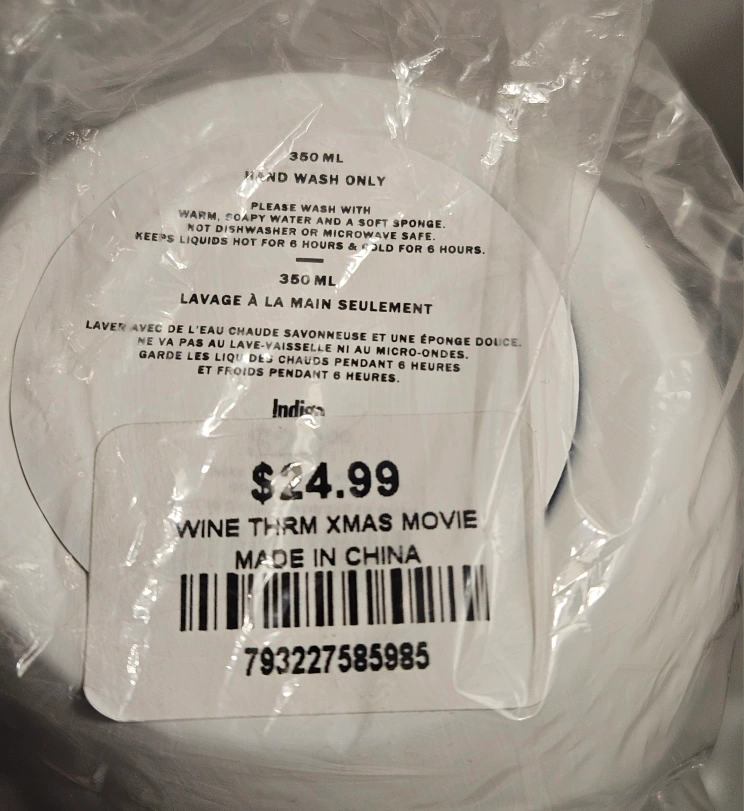 350 ML
HAND WASH ONLY
PLEASE WASH WITH
WARM, SOAPY WATER AND A SOFT SPONGE.
NOT DISHWASHER OR MICROWAVE SAFE.
KEEPS LIQUIDS HOT FOR 6 HOURS & COLD FOR 6 HOURS.
350 ML
LAVAGE À LA MAIN SEULEMENT
LAVER AVEC DE L'EAU CHAUDE SAVONNEUSE ET UNE ÉPONGE DOUCE.
NE VA PAS AU LAVE-VAISSELLE NI AU MICRO-ONDES.
GARDE LES LIQUIDES CHAUDS PENDANT 6 HEURES
ET FROIDS PENDANT 6 HEURES.
Indigo
$24.99
WINE THRM XMAS MOVIE
MADE IN CHINA
793227585985